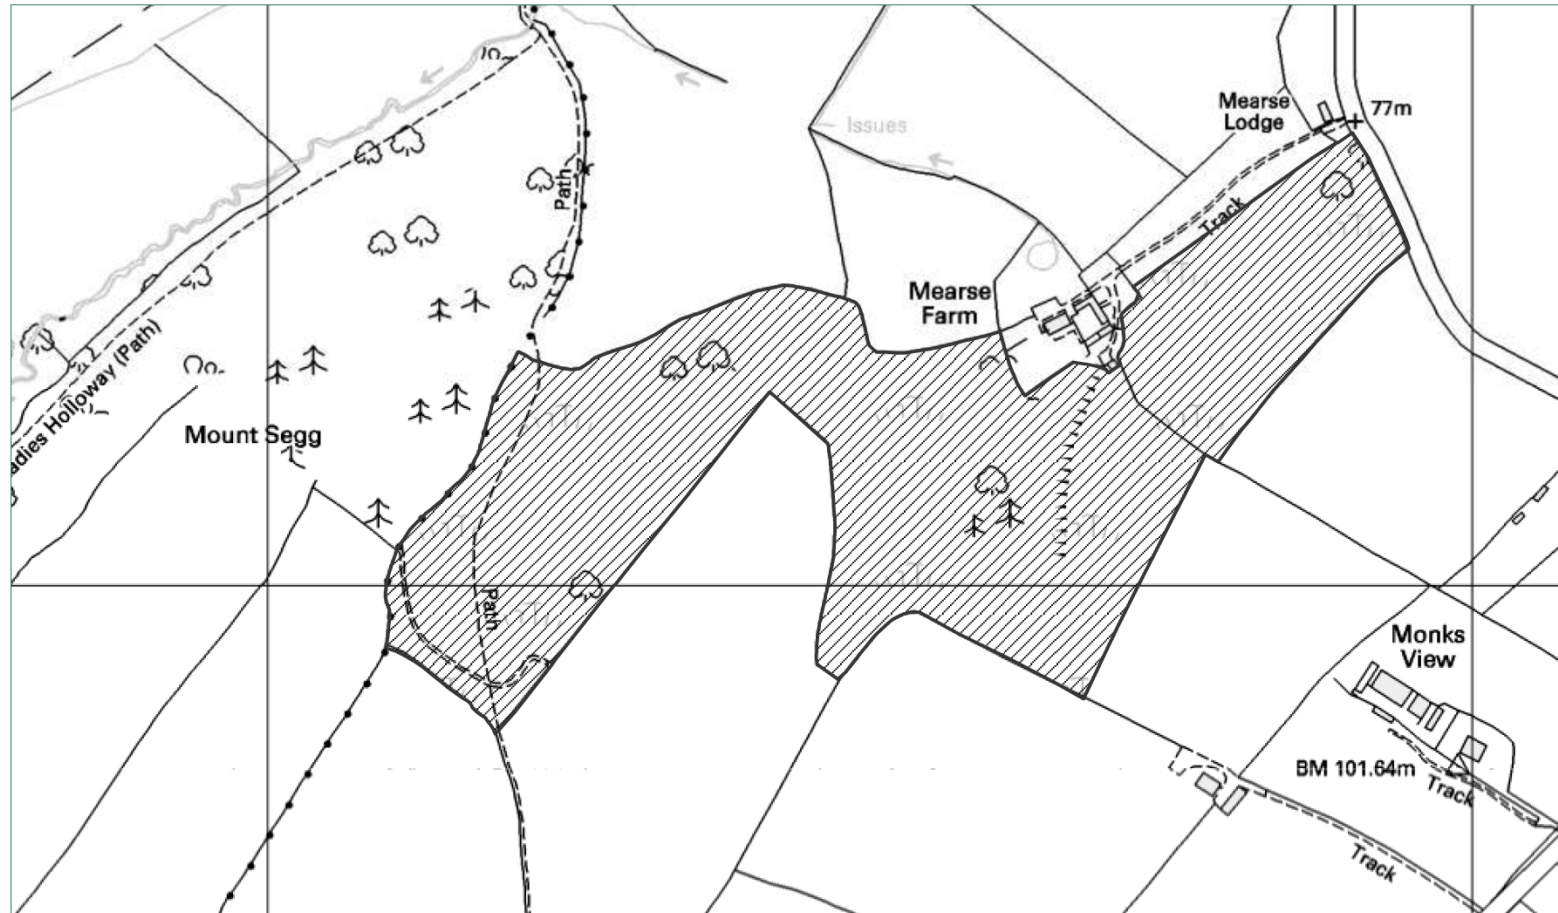 Mearse
Lodge
77m
Issues
Path
Track
Mearse
Farm
adies Holloway (Path)
Mount Segg
Path
Monks
View
BM 101.64m
Track
Track